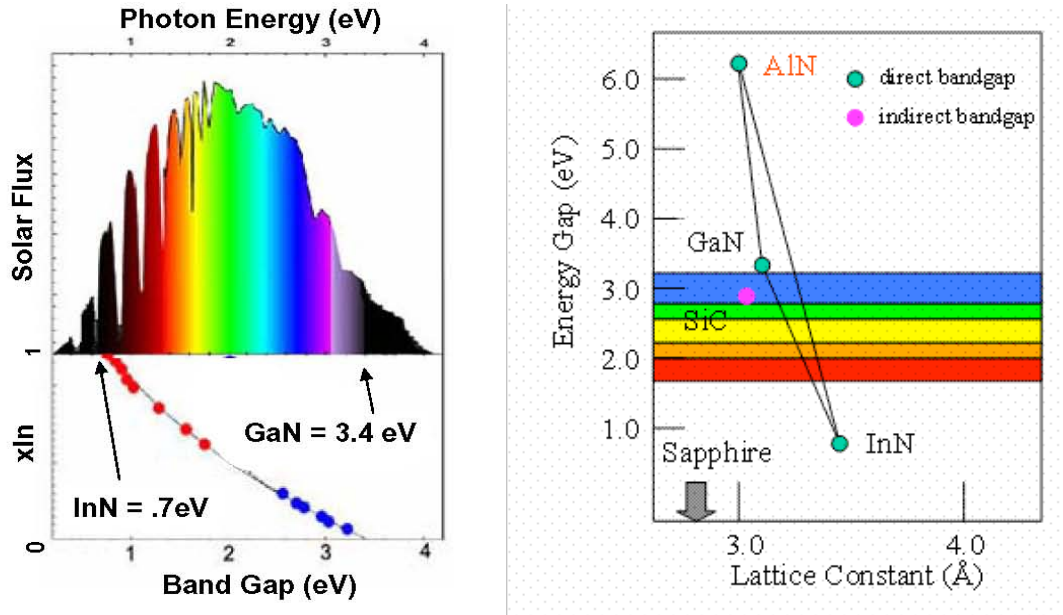 Photon Energy (eV)
1
2
3
4
Solar Flux
1
xIn
0
InN = .7eV
GaN = 3.4 eV
1
2
3
4
Band Gap (eV)
Energy Gap (eV)
6.0
5.0
4.0
3.0
2.0
1.0
AlN
direct bandgap
indirect bandgap
GaN
SiC
InN
Sapphire
3.0
4.0
Lattice Constant (Å)